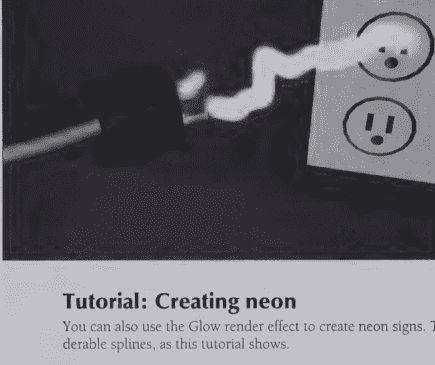 Tutorial: Creating neon
You can also use the Glow render effect to create neon signs.
derable splines, as this tutorial shows.